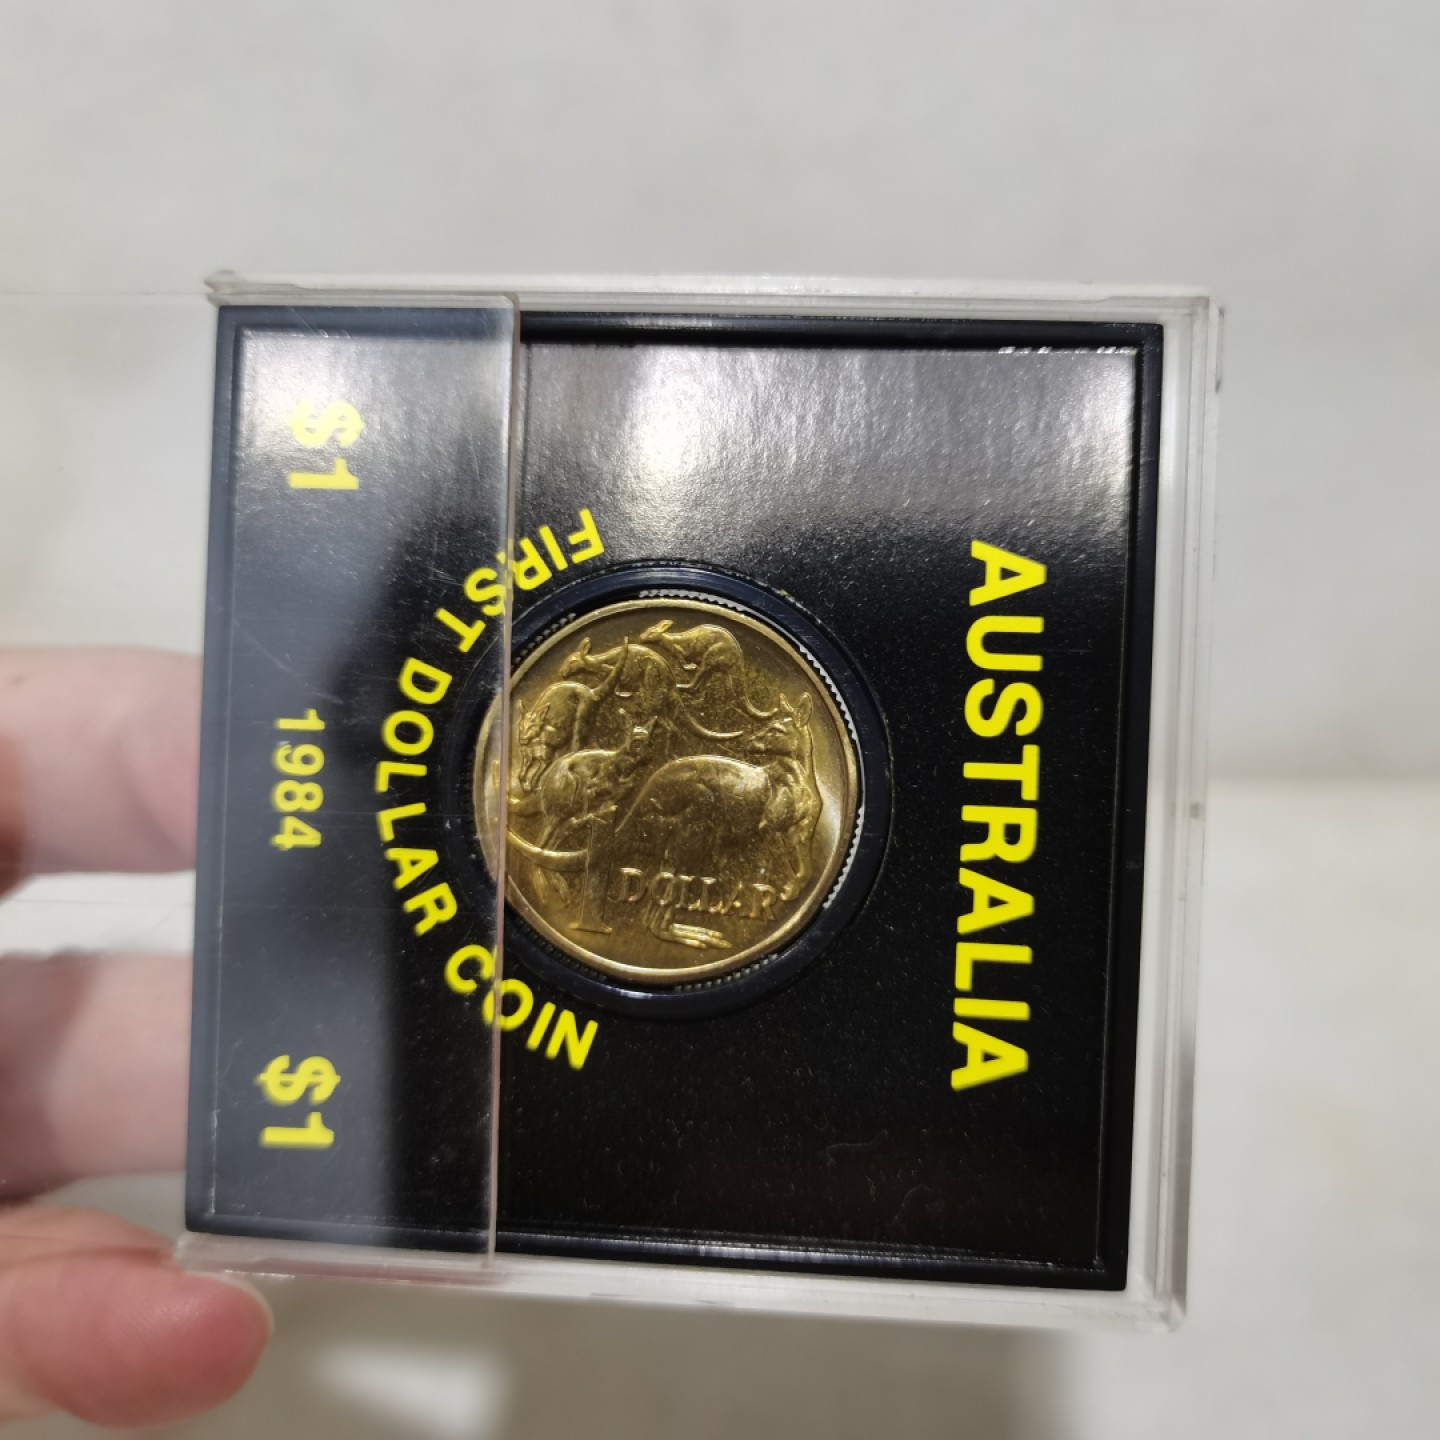 AUSTRALIA
1 DOLLAR
FIRST DOLLAR COIN
$1 1984 $1